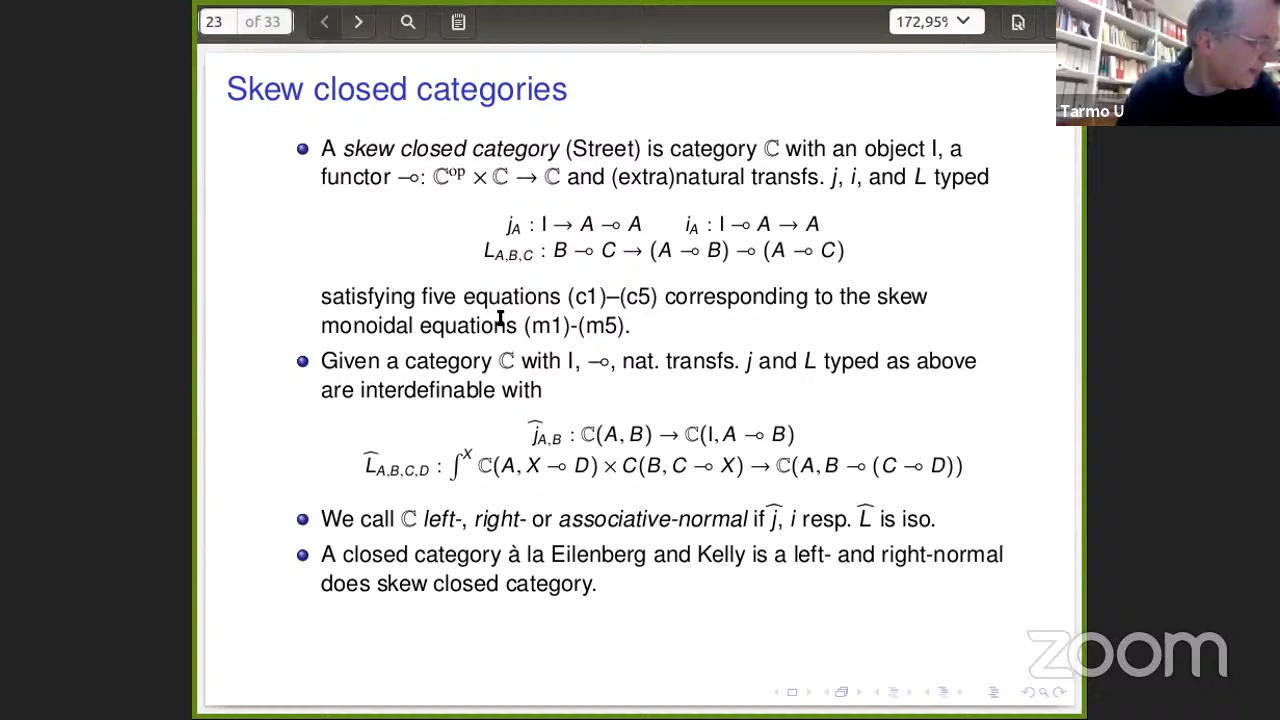 23 of 33
172,95%
Tarmo U
Skew closed categories
A skew closed category (Street) is category ℂ with an object I, a
functor ⊸: ℂᵒᵖ × ℂ → ℂ and (extra)natural transfs. j, i, and L typed
j_A : I → A ⊸ A i_A : I ⊸ A → A
L_{A,B,C} : B ⊸ C → (A ⊸ B) ⊸ (A ⊸ C)
satisfying five equations (c1)–(c5) corresponding to the skew
monoidal equations (m1)-(m5).
Given a category ℂ with I, ⊸, nat. transfs. j and L typed as above
are interdefinable with
ĵ_{A,B} : ℂ(A, B) → ℂ(I, A ⊸ B)
L̂_{A,B,C,D} : ∫^X ℂ(A, X ⊸ D) × C(B, C ⊸ X) → ℂ(A, B ⊸ (C ⊸ D))
We call ℂ left-, right- or associative-normal if ĵ, i resp. L̂ is iso.
A closed category à la Eilenberg and Kelly is a left- and right-normal
does skew closed category.
zoom